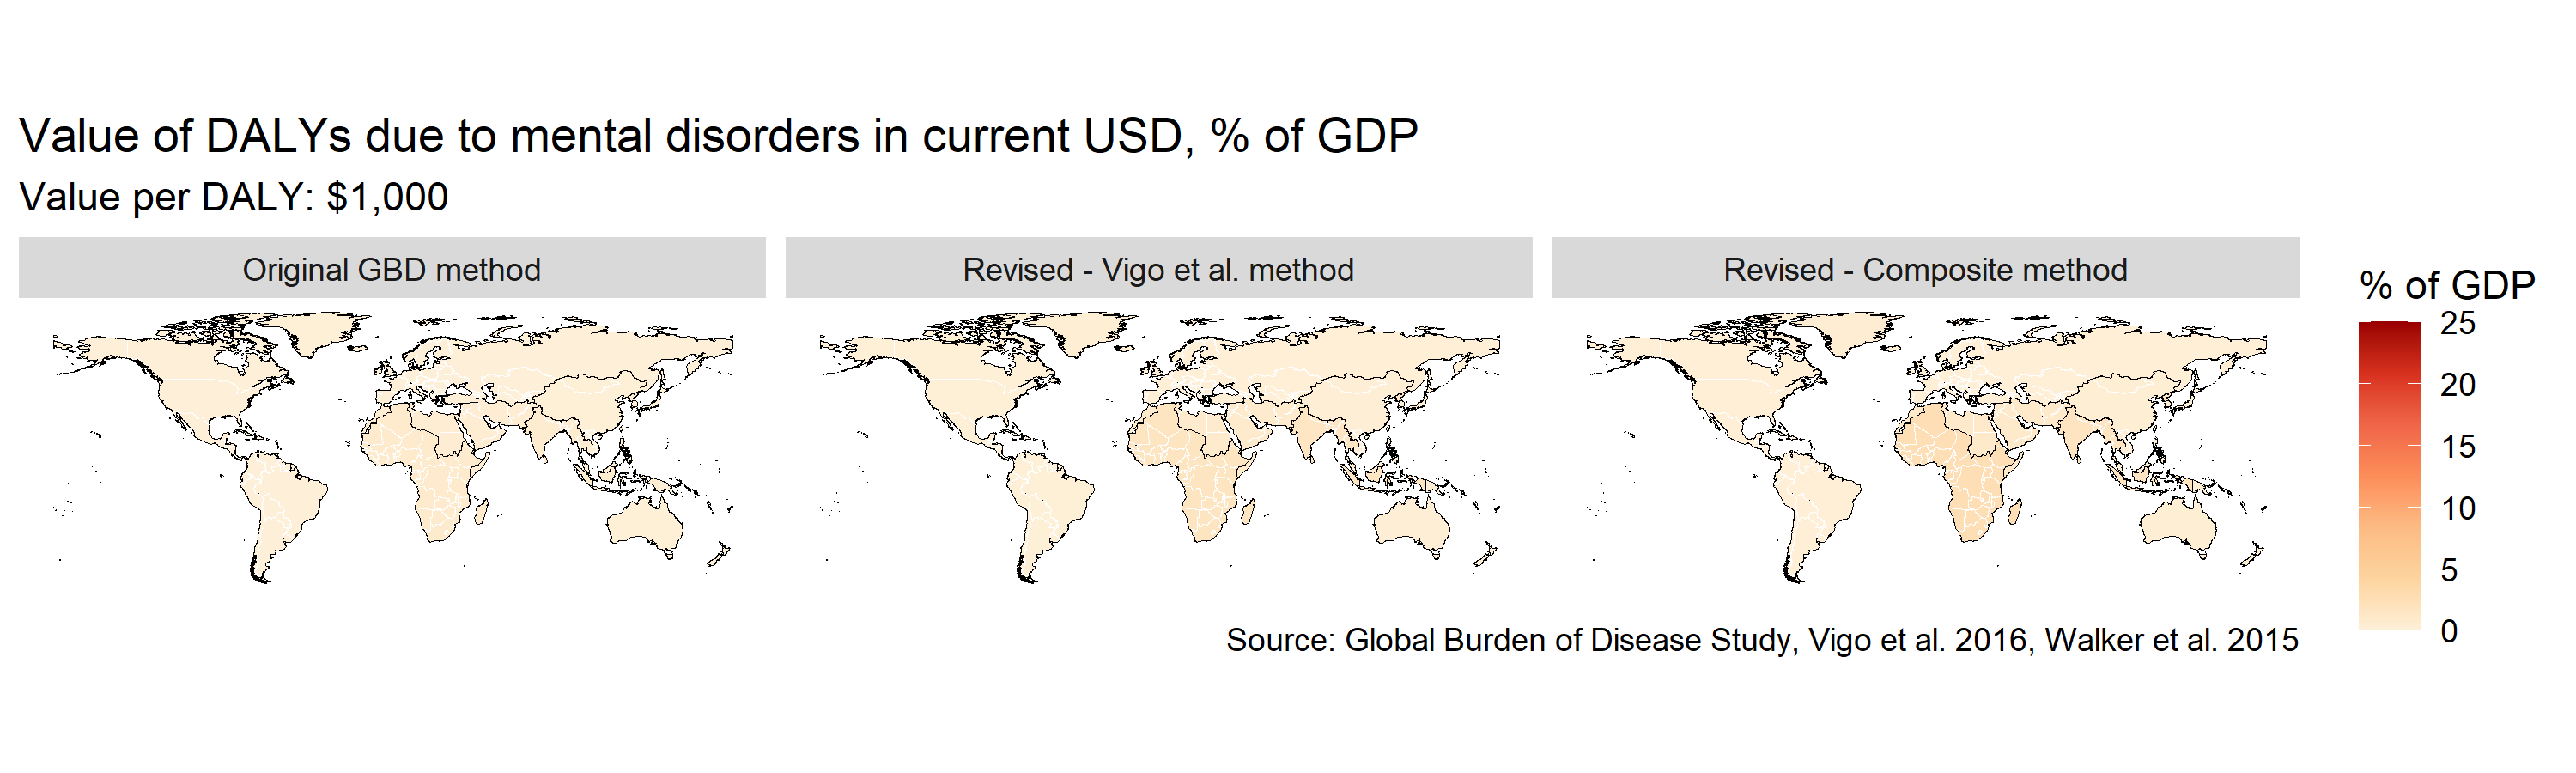 Value of DALYs due to mental disorders in current USD, % of GDP
Value per DALY: $1,000
Original GBD method
Revised - Vigo et al. method
Revised - Composite method
% of GDP
25
20
15
10
5
0
Source: Global Burden of Disease Study, Vigo et al. 2016, Walker et al. 2015